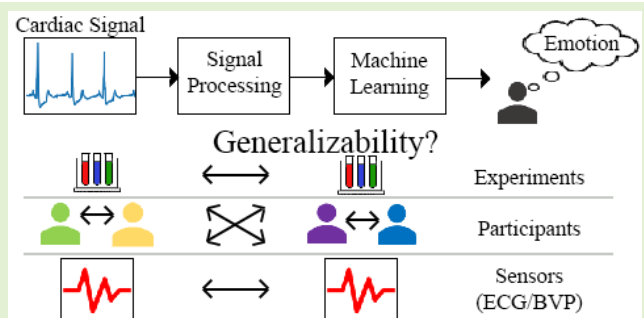 Cardiac Signal
Signal
Processing
Machine
Learning
Emotion
Generalizability?
Experiments
Participants
Sensors
(ECG/BVP)